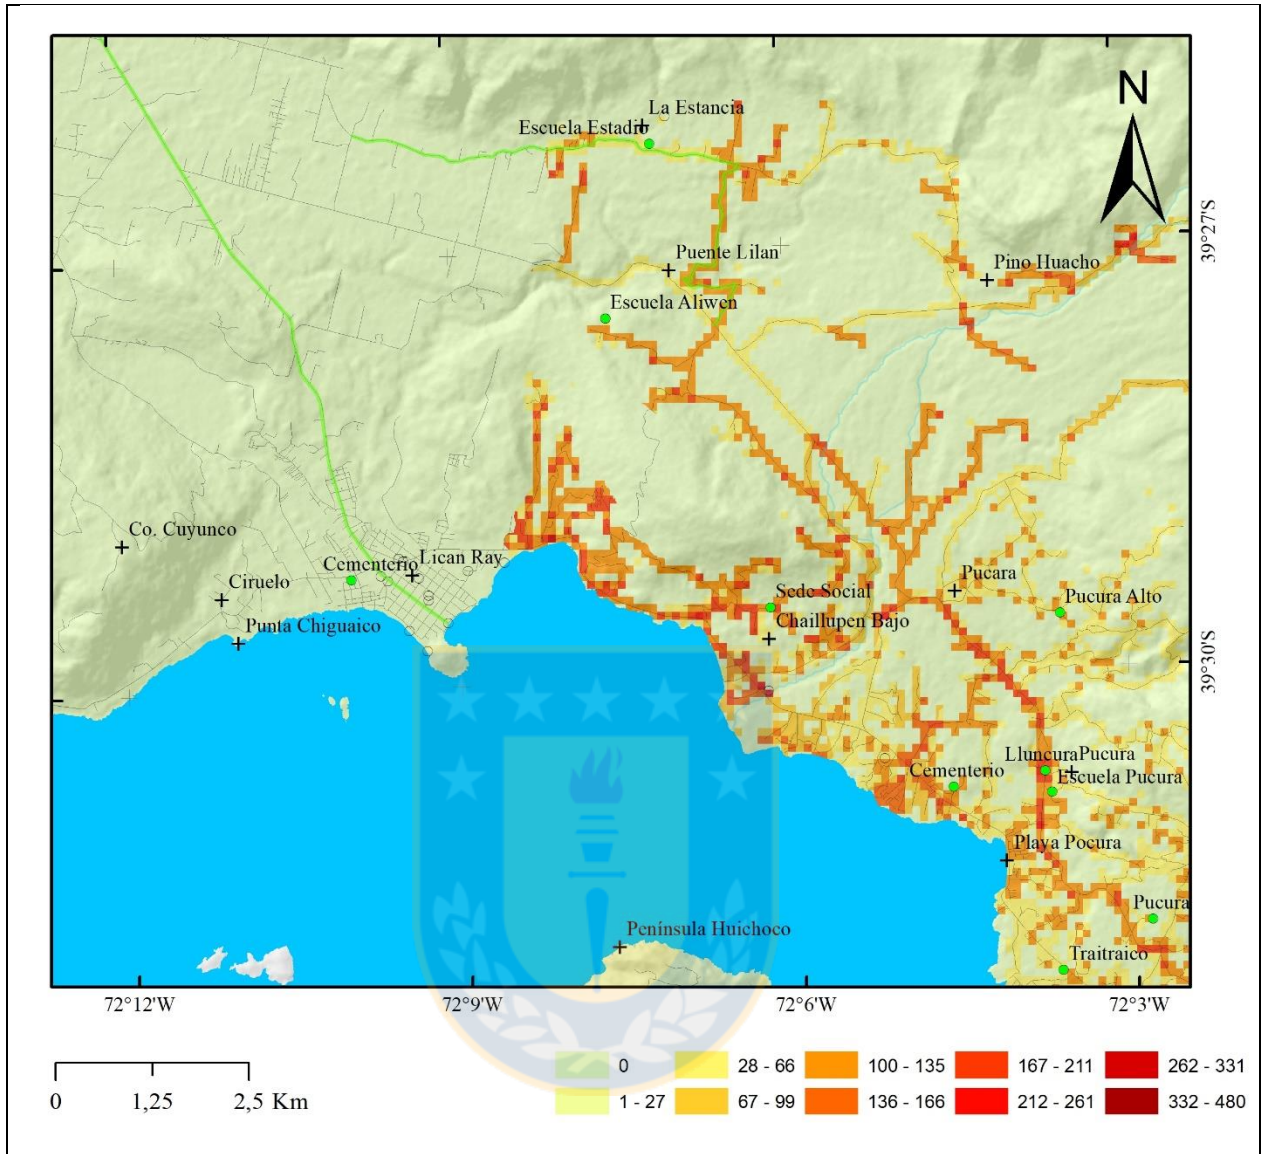 N
La Estancia
Escuela Estadio
39°27'S
Puente Lilan
Pino Huacho
Escuela Aliwen
Co. Cuyunco
Cementerio
Lican Ray
Ciruelo
Pucara
Sede Social
Pucura Alto
Punta Chiguaico
Chaillupen Bajo
39°30'S
Lluncura
Pucura
Cementerio
Escuela Pucura
Playa Pocura
Pucura
Península Huichoco
Traitraico
72°12'W 72°9'W 72°6'W 72°3'W
0 28 - 66 100 - 135 167 - 211 262 - 331
0 1,25 2,5 Km
1 - 27 67 - 99 136 - 166 212 - 261 332 - 480